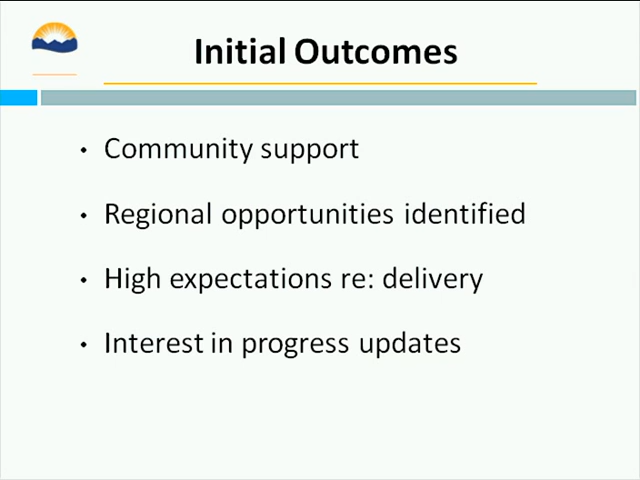 Initial Outcomes
• Community support
• Regional opportunities identified
• High expectations re: delivery
• Interest in progress updates